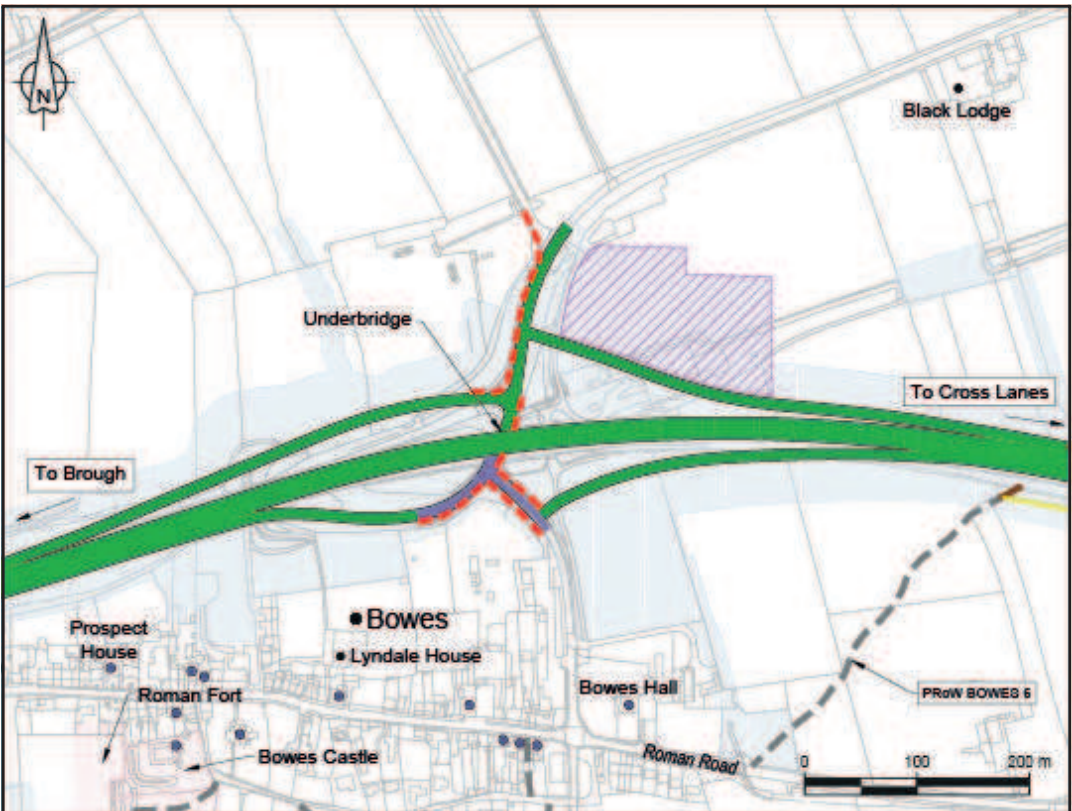 N
Black Lodge
Underbridge
To Cross Lanes
To Brough
Bowes
Prospect
House
Lyndale House
Roman Fort
Bowes Hall
PRoW BOWES 6
Bowes Castle
Roman Road
0 100 200 m